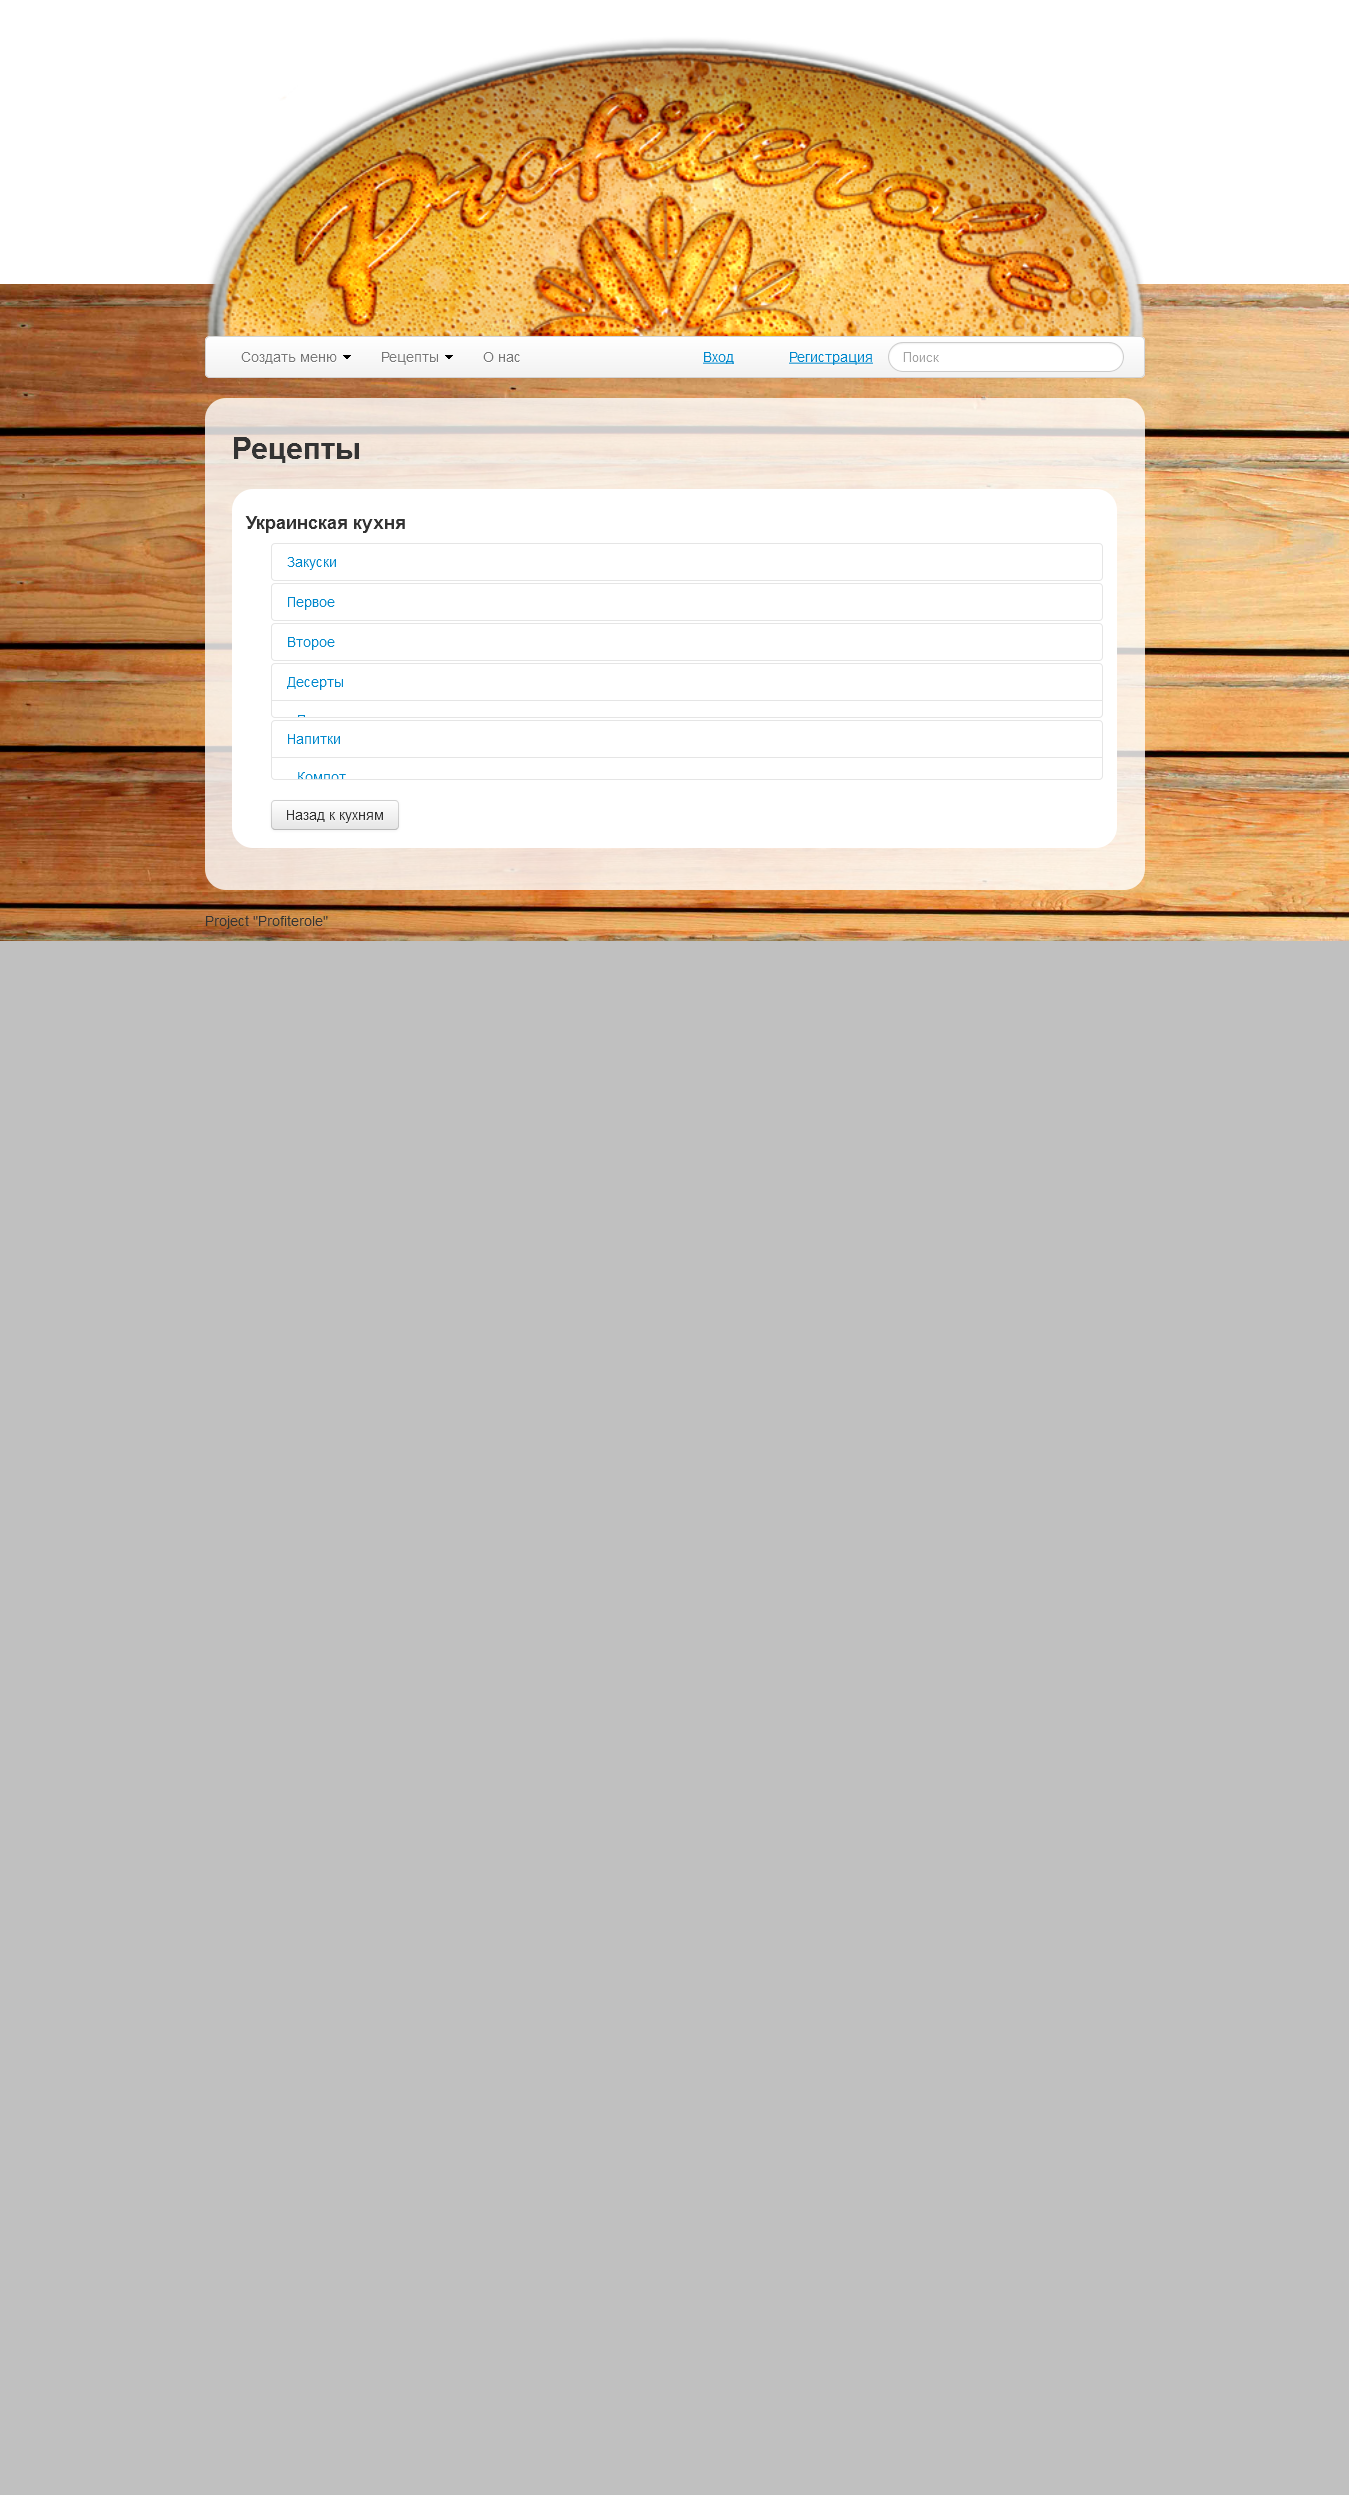 Profiterole
Создать меню Рецепты О нас Вход Регистрация Поиск
Рецепты
Украинская кухня
Закуски
Первое
Второе
Десерты
Напитки
Компот
Назад к кухням
Project "Profiterole"